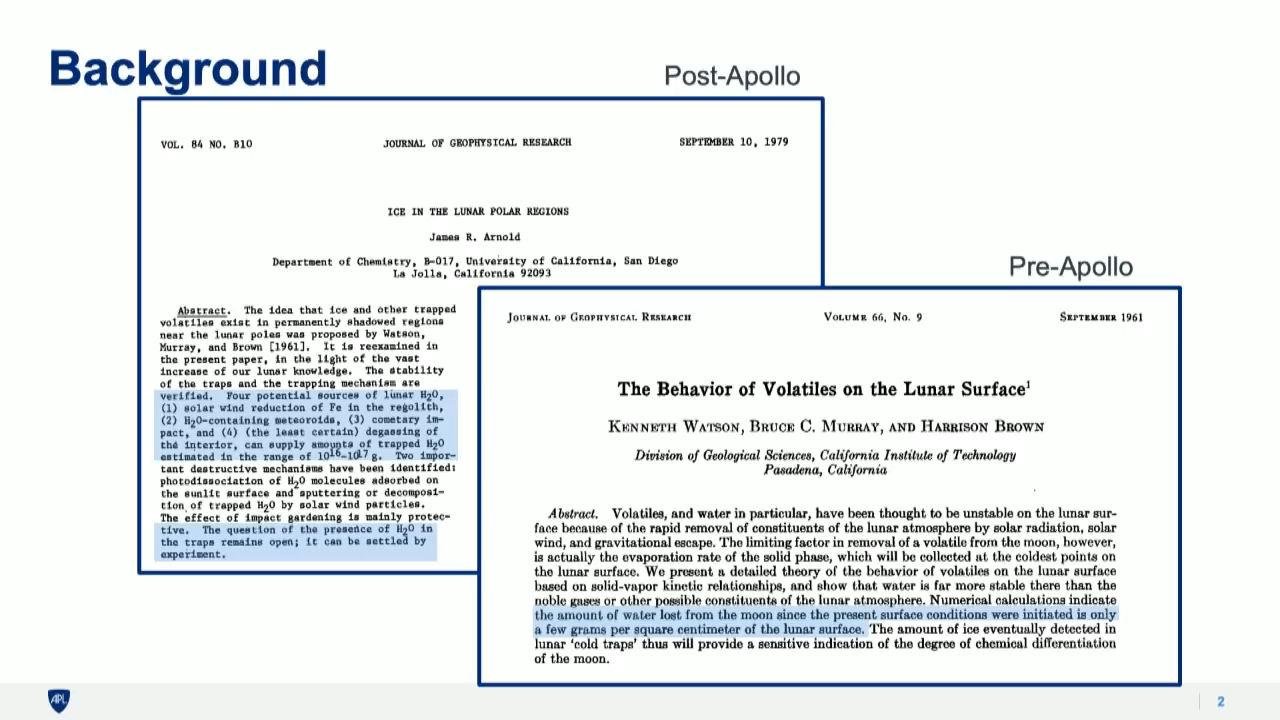 Background
Post-Apollo
VOL. 84 NO. B10 JOURNAL OF GEOPHYSICAL RESEARCH SEPTEMBER 10, 1979
ICE IN THE LUNAR POLAR REGIONS
James R. Arnold
Department of Chemistry, B-017, University of California, San Diego
La Jolla, California 92093
Abstract. The idea that ice and other trapped
volatiles exist in permanently shadowed regions
near the lunar poles was proposed by Watson,
Murray, and Brown [1961]. It is reexamined in
the present paper, in the light of the vast
increase of our lunar knowledge. The stability
of the traps and the trapping mechanism are
verified. Four potential sources of lunar H₂O,
(1) solar wind reduction of Fe in the regolith,
(2) H₂O-containing meteoroids, (3) cometary im-
pact, and (4) (the least certain) degassing of
the interior, can supply amounts of trapped H₂O
estimated in the range of 10¹⁶-10¹⁷ g. Two impor-
tant destructive mechanisms have been identified:
photodissociation of H₂O molecules adsorbed on
the sunlit surface and sputtering or decomposi-
tion of trapped H₂O by solar wind particles.
The effect of impact gardening is mainly protec-
tive. The question of the presence of H₂O in
the traps remains open; it can be settled by
experiment.
Pre-Apollo
JOURNAL OF GEOPHYSICAL RESEARCH VOLUME 66, NO. 9 SEPTEMBER 1961
The Behavior of Volatiles on the Lunar Surface¹
KENNETH WATSON, BRUCE C. MURRAY, AND HARRISON BROWN
Division of Geological Sciences, California Institute of Technology
Pasadena, California
Abstract. Volatiles, and water in particular, have been thought to be unstable on the lunar sur-
face because of the rapid removal of constituents of the lunar atmosphere by solar radiation, solar
wind, and gravitational escape. The limiting factor in removal of a volatile from the moon, however,
is actually the evaporation rate of the solid phase, which will be collected at the coldest points on
the lunar surface. We present a detailed theory of the behavior of volatiles on the lunar surface
based on solid-vapor kinetic relationships, and show that water is far more stable there than the
noble gases or other possible constituents of the lunar atmosphere. Numerical calculations indicate
the amount of water lost from the moon since the present surface conditions were initiated is only
a few grams per square centimeter of the lunar surface. The amount of ice eventually detected in
lunar 'cold traps' thus will provide a sensitive indication of the degree of chemical differentiation
of the moon.
APL
2